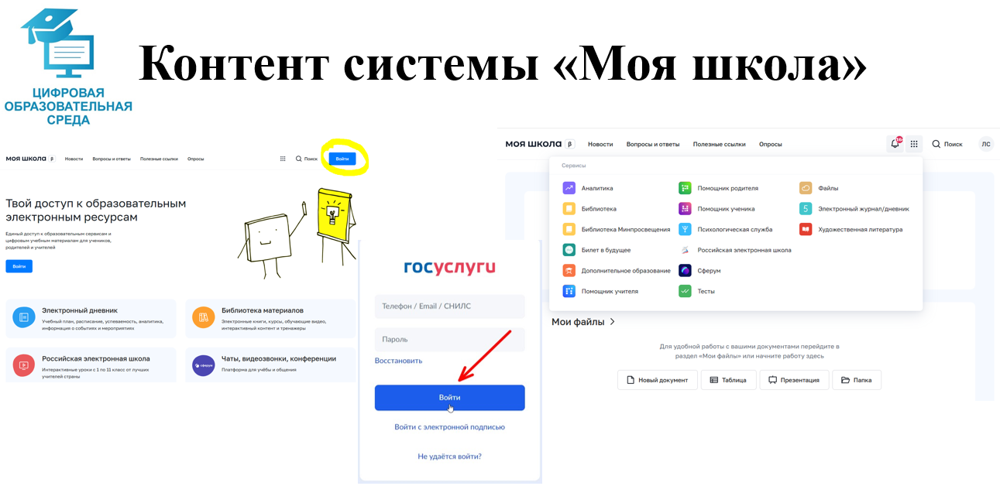 ЦИФРОВАЯ
ОБРАЗОВАТЕЛЬНАЯ
СРЕДА
Контент системы «Моя школа»
МОЯ ШКОЛА β Новости Вопросы и ответы Полезные ссылки Опросы Поиск Войти
Твой доступ к образовательным
электронным ресурсам
Единый доступ к образовательным сервисам и
цифровым учебным материалам для учеников,
родителей и учителей
Войти
Электронный дневник
Учебный план, расписание, успеваемость, аналитика,
информация о событиях и мероприятиях
Библиотека материалов
Электронные книги, курсы, обучающие видео,
интерактивный контент и тренажеры
Российская электронная школа
Интерактивные уроки с 1 по 11 класс от лучших
учителей страны
сферум
Чаты, видеозвонки, конференции
Платформа для учёбы и общения
госуслуги
Телефон / Email / СНИЛС
Пароль
Восстановить
Войти
Войти с электронной подписью
Не удаётся войти?
МОЯ ШКОЛА β Новости Вопросы и ответы Полезные ссылки Опросы Поиск ЛС
Сервисы
Аналитика
Библиотека
Библиотека Минпросвещения
Билет в будущее
Дополнительное образование
Помощник учителя
Помощник родителя
Помощник ученика
Психологическая служба
Российская электронная школа
Сферум
Тесты
Файлы
5 Электронный журнал/дневник
Художественная литература
Мои файлы
Для удобной работы с вашими документами перейдите в
раздел «Мои файлы» или начните работу здесь
Новый документ Таблица Презентация Папка